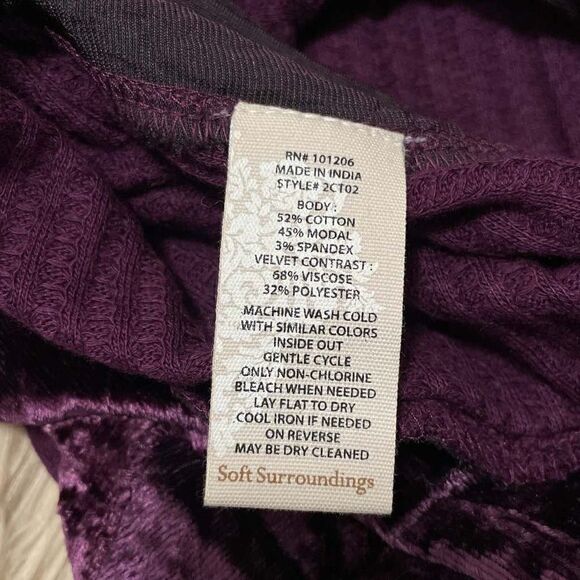 RN# 101206
MADE IN INDIA
STYLE# 2CT02
BODY :
52% COTTON
45% MODAL
3% SPANDEX
VELVET CONTRAST :
68% VISCOSE
32% POLYESTER
MACHINE WASH COLD
WITH SIMILAR COLORS
INSIDE OUT
GENTLE CYCLE
ONLY NON-CHLORINE
BLEACH WHEN NEEDED
LAY FLAT TO DRY
COOL IRON IF NEEDED
ON REVERSE
MAY BE DRY CLEANED
Soft Surroundings